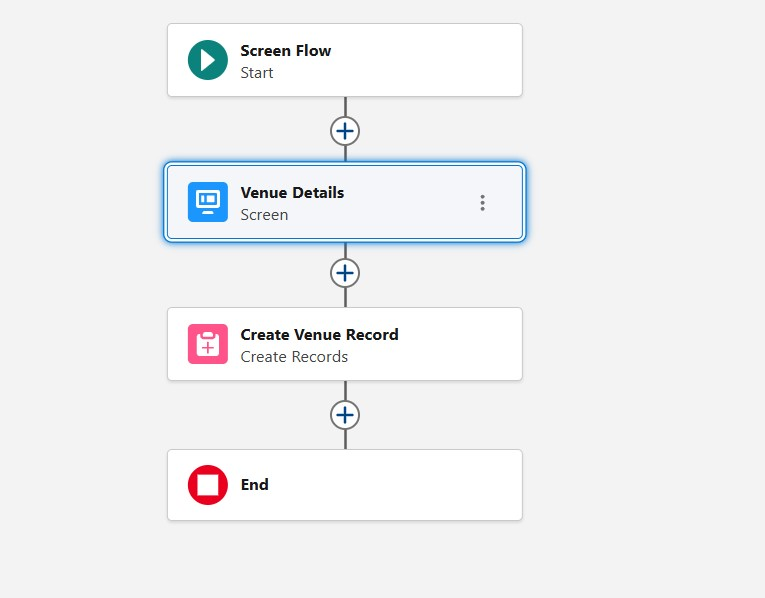 Screen Flow
Start
Venue Details
Screen
Create Venue Record
Create Records
End